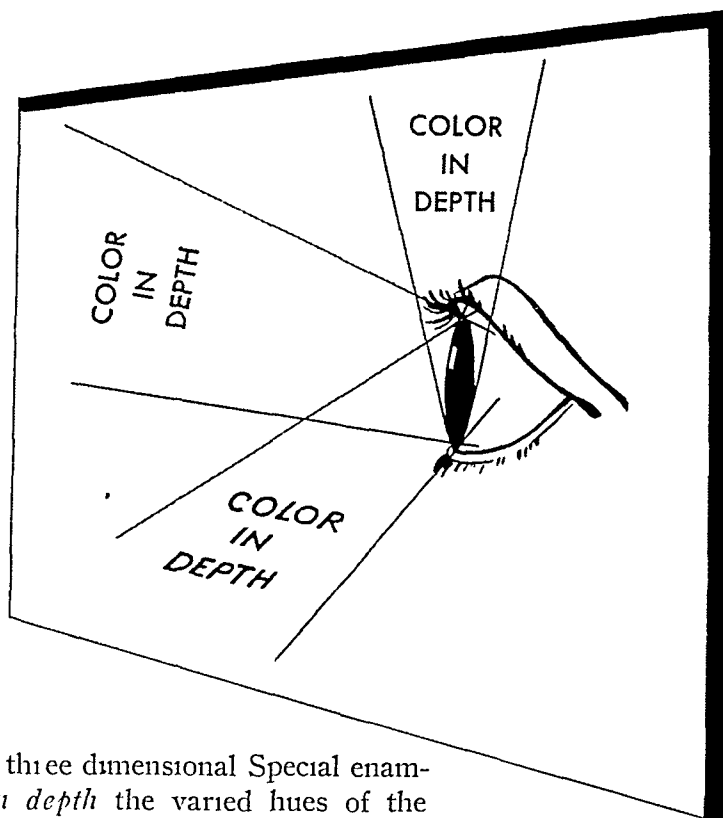 COLOR
IN
DEPTH
COLOR
IN
DEPTH
COLOR
IN
DEPTH
three dimensional Special enam-
depth the varied hues of the